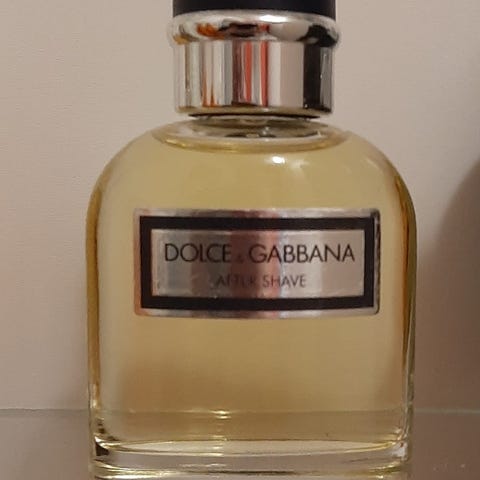 DOLCE & GABBANA
AFTER SHAVE